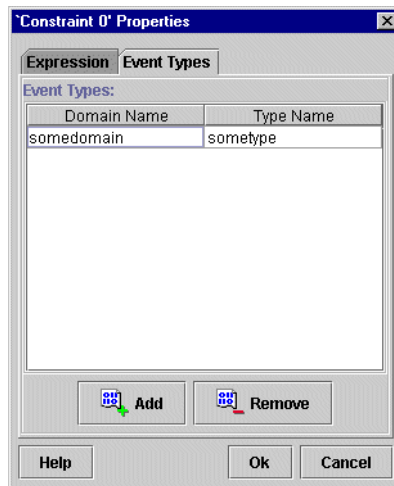 `Constraint 0' Properties
Expression Event Types
Event Types:
Domain Name Type Name
somedomain sometype
Add Remove
Help Ok Cancel